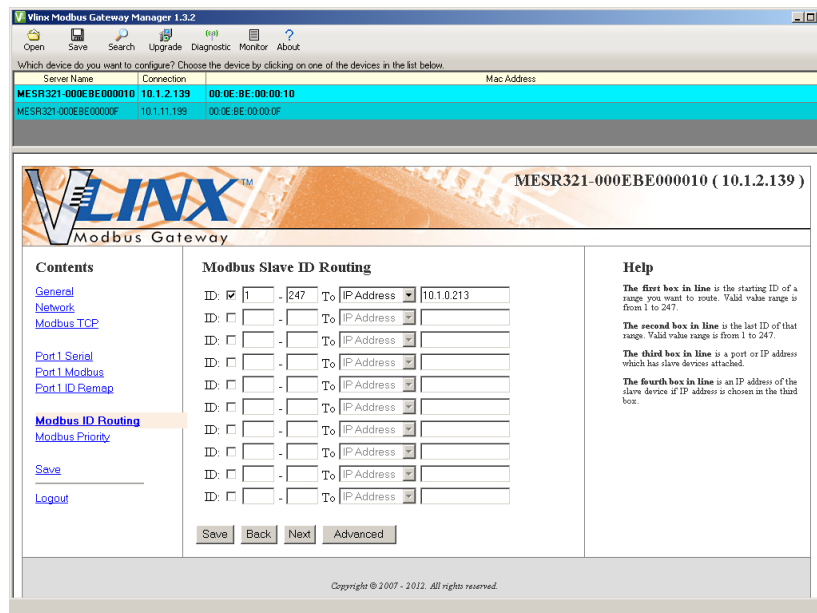 Vlinx Modbus Gateway Manager 1.3.2
Open Save Search Upgrade Diagnostic Monitor About
Which device do you want to configure? Choose the device by clicking on one of the devices in the list below.
Server Name Connection Mac Address
MESR321-000EBE000010 10.1.2.139 00:0E:BE:00:00:10
MESR321-000EBE00000F 10.1.11.199 00:0E:BE:00:00:0F
VLINX TM
Modbus Gateway
MESR321-000EBE000010 ( 10.1.2.139 )
Contents
General
Network
Modbus TCP
Port1 Serial
Port1 Modbus
Port1 ID Remap
Modbus ID Routing
Modbus Priority
Save
Logout
Modbus Slave ID Routing
ID: 1 - 247 To IP Address 10.1.0.213
ID: - To IP Address
ID: - To IP Address
ID: - To IP Address
ID: - To IP Address
ID: - To IP Address
ID: - To IP Address
ID: - To IP Address
ID: - To IP Address
ID: - To IP Address
Save Back Next Advanced
Help
The first box in line is the starting ID of a
range you want to route. Valid value range is
from 1 to 247.
The second box in line is the last ID of that
range. Valid value range is from 1 to 247.
The third box in line is a port or IP address
which has slave devices attached.
The fourth box in line is an IP address of the
slave device if IP address is chosen in the third
box.
Copyright © 2007 - 2012. All rights reserved.